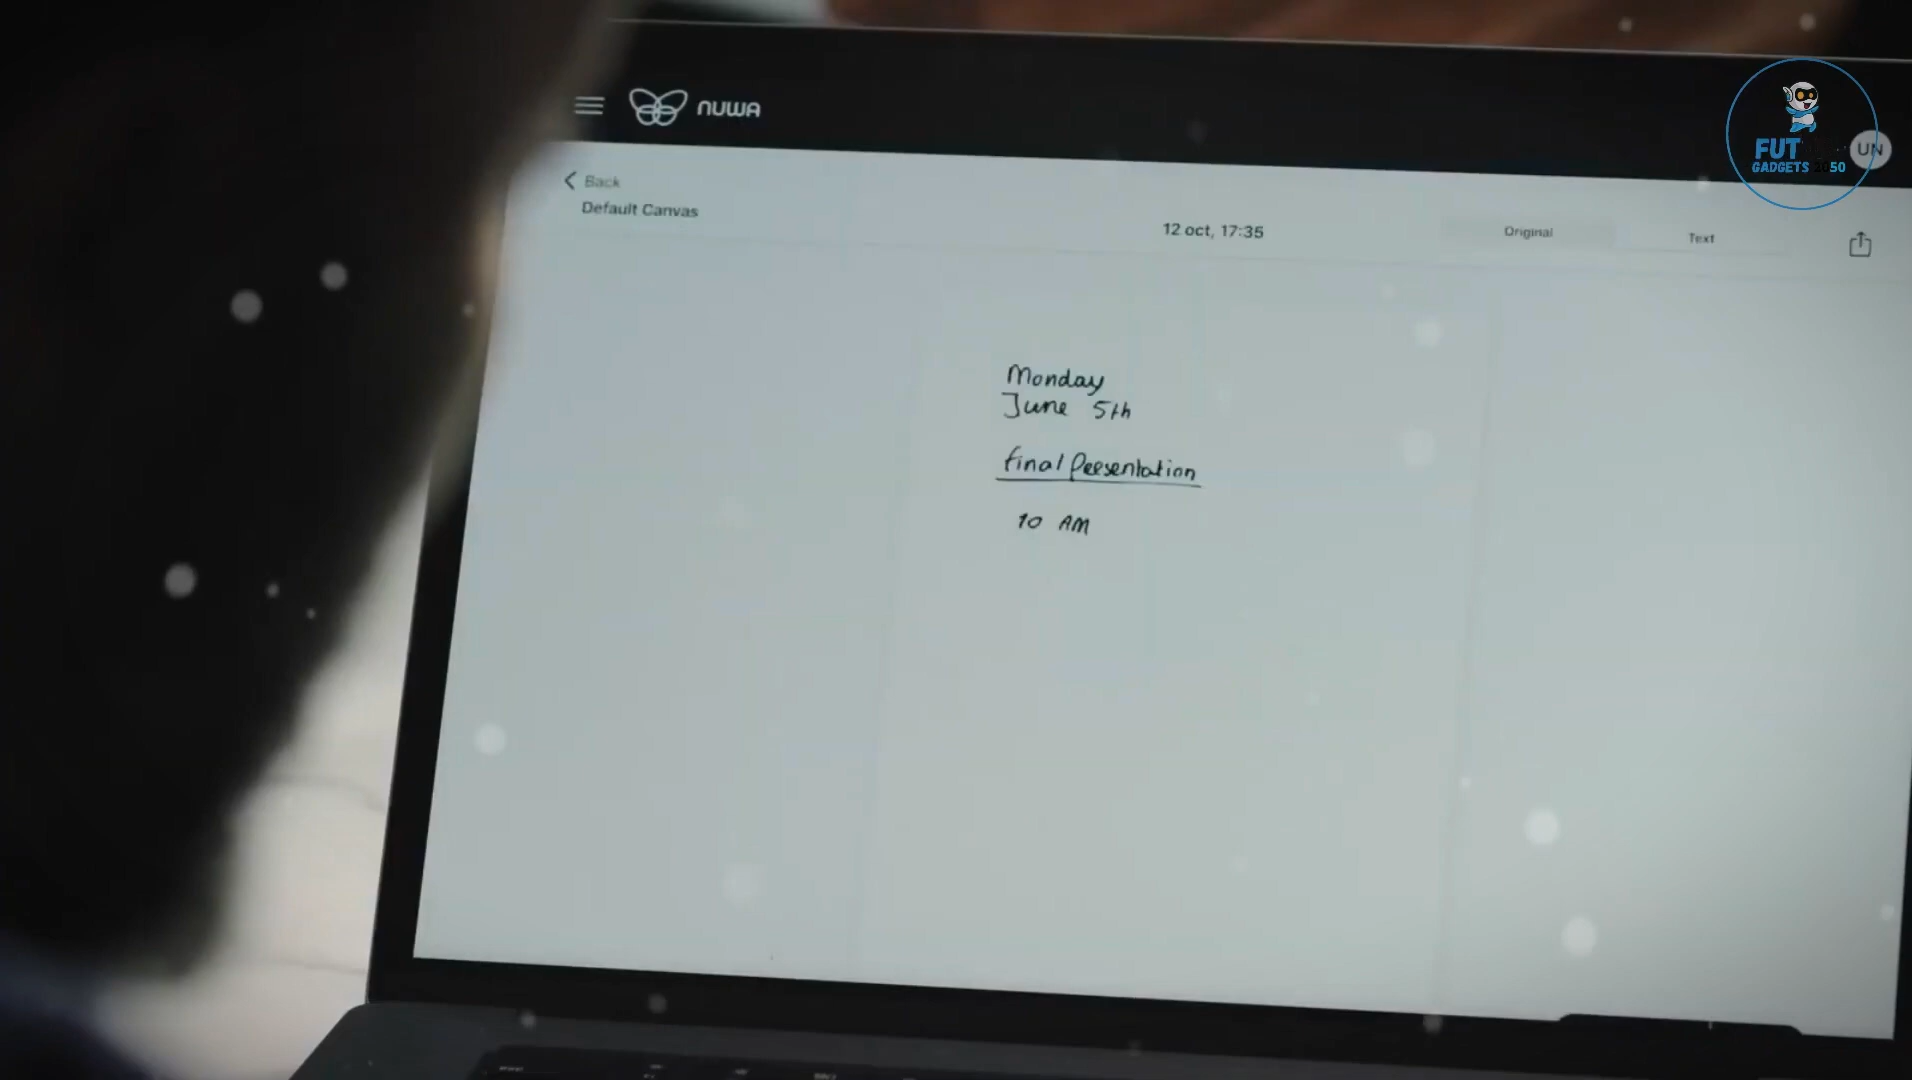 nuwa
FUT
GADGETS 50
UN
Back
Default Canvas
12 oct, 17:35
Original
Text
Monday
June 5th
final Presentation
10 AM